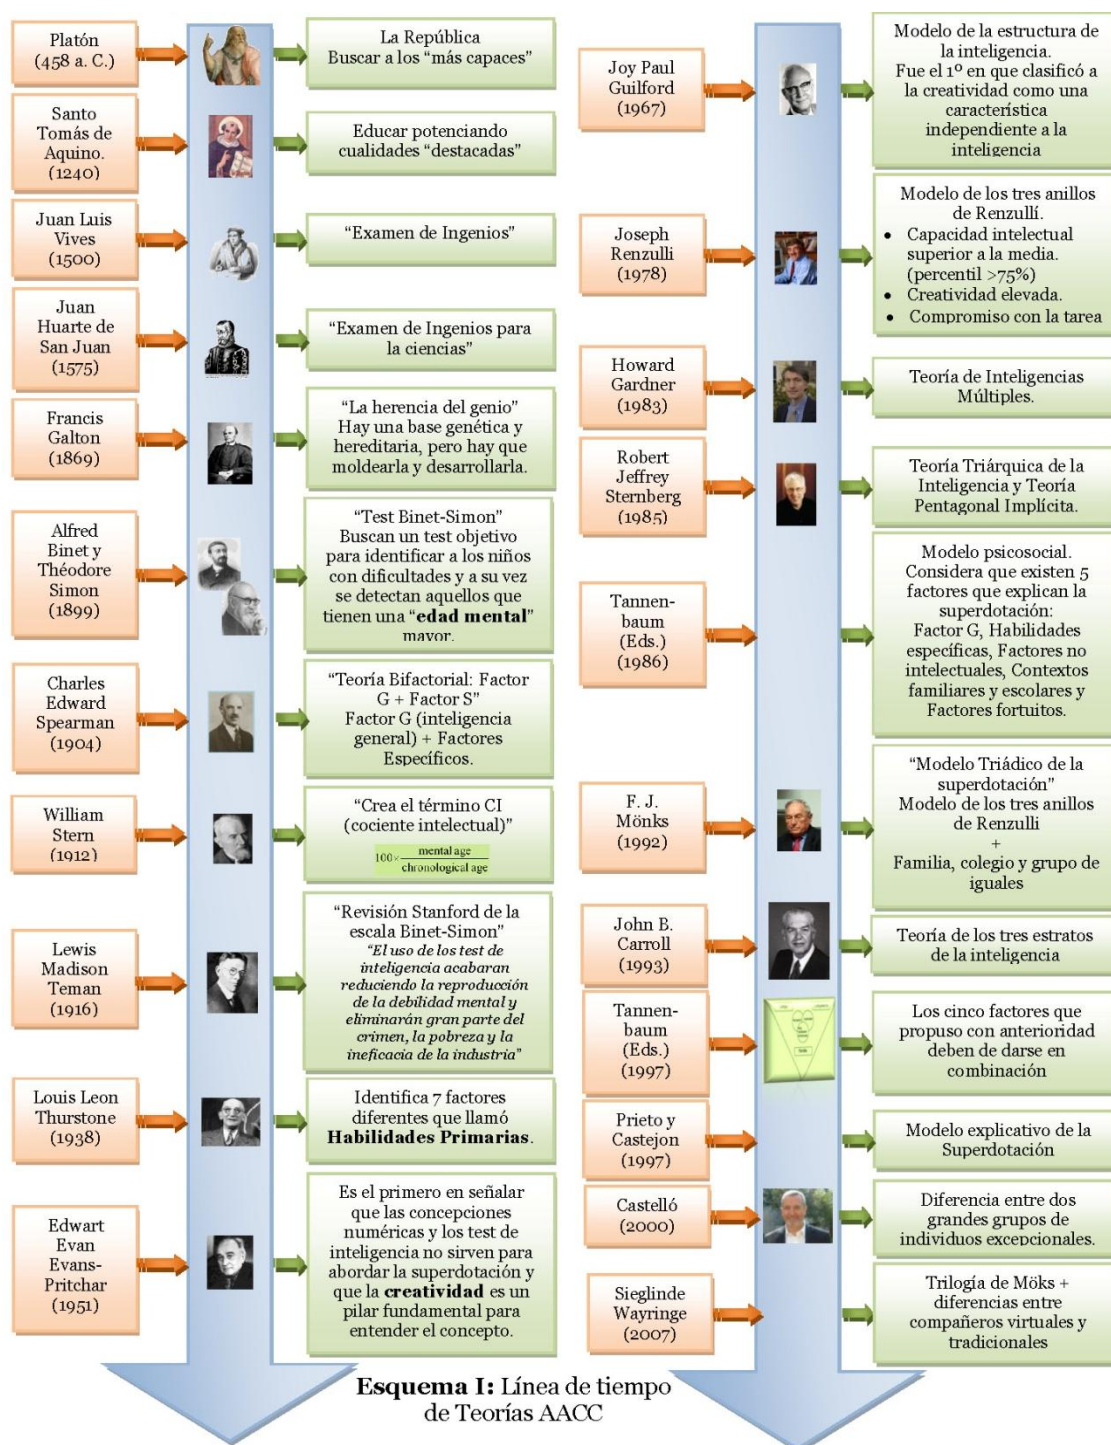 Platón
(458 a. C.)
La República
Buscar a los “más capaces”
Santo
Tomás de
Aquino.
(1240)
Educar potenciando
cualidades “destacadas”
Juan Luis
Vives
(1500)
“Examen de Ingenios”
Juan
Huarte de
San Juan
(1575)
“Examen de Ingenios para
la ciencias”
Francis
Galton
(1869)
“La herencia del genio”
Hay una base genética y
hereditaria, pero hay que
moldearla y desarrollarla.
Alfred
Binet y
Théodore
Simon
(1899)
“Test Binet-Simon”
Buscan un test objetivo
para identificar a los niños
con dificultades y a su vez
se detectan aquellos que
tienen una “edad mental”
mayor.
Charles
Edward
Spearman
(1904)
“Teoría Bifactorial: Factor
G + Factor S”
Factor G (inteligencia
general) + Factores
Específicos.
William
Stern
(1912)
“Crea el término CI
(cociente intelectual)”
100× mental age
chronological age
Lewis
Madison
Teman
(1916)
“Revisión Stanford de la
escala Binet-Simon”
“El uso de los test de
inteligencia acabaran
reduciendo la reproducción
de la debilidad mental y
eliminarán gran parte del
crimen, la pobreza y la
ineficacia de la industria”
Louis Leon
Thurstone
(1938)
Identifica 7 factores
diferentes que llamó
Habilidades Primarias.
Edwart
Evan
Evans-
Pritchar
(1951)
Es el primero en señalar
que las concepciones
numéricas y los test de
inteligencia no sirven para
abordar la superdotación y
que la creatividad es un
pilar fundamental para
entender el concepto.
Joy Paul
Guilford
(1967)
Modelo de la estructura de
la inteligencia.
Fue el 1º en que clasificó a
la creatividad como una
característica
independiente a la
inteligencia
Joseph
Renzulli
(1978)
Modelo de los tres anillos
de Renzullí.
• Capacidad intelectual
superior a la media.
(percentil >75%)
• Creatividad elevada.
• Compromiso con la tarea
Howard
Gardner
(1983)
Teoría de Inteligencias
Múltiples.
Robert
Jeffrey
Sternberg
(1985)
Teoría Triárquica de la
Inteligencia y Teoría
Pentagonal Implícita.
Tannen-
baum
(Eds.)
(1986)
Modelo psicosocial.
Considera que existen 5
factores que explican la
superdotación:
Factor G, Habilidades
específicas, Factores no
intelectuales, Contextos
familiares y escolares y
Factores fortuitos.
F. J.
Mönks
(1992)
“Modelo Triádico de la
superdotación”
Modelo de los tres anillos
de Renzulli
+
Familia, colegio y grupo de
iguales
John B.
Carroll
(1993)
Teoría de los tres estratos
de la inteligencia
Tannen-
baum
(Eds.)
(1997)
Los cinco factores que
propuso con anterioridad
deben de darse en
combinación
Prieto y
Castejon
(1997)
Modelo explicativo de la
Superdotación
Castelló
(2000)
Diferencia entre dos
grandes grupos de
individuos excepcionales.
Sieglinde
Wayringe
(2007)
Trilogía de Möks +
diferencias entre
compañeros virtuales y
tradicionales
Esquema I: Línea de tiempo
de Teorías AACC